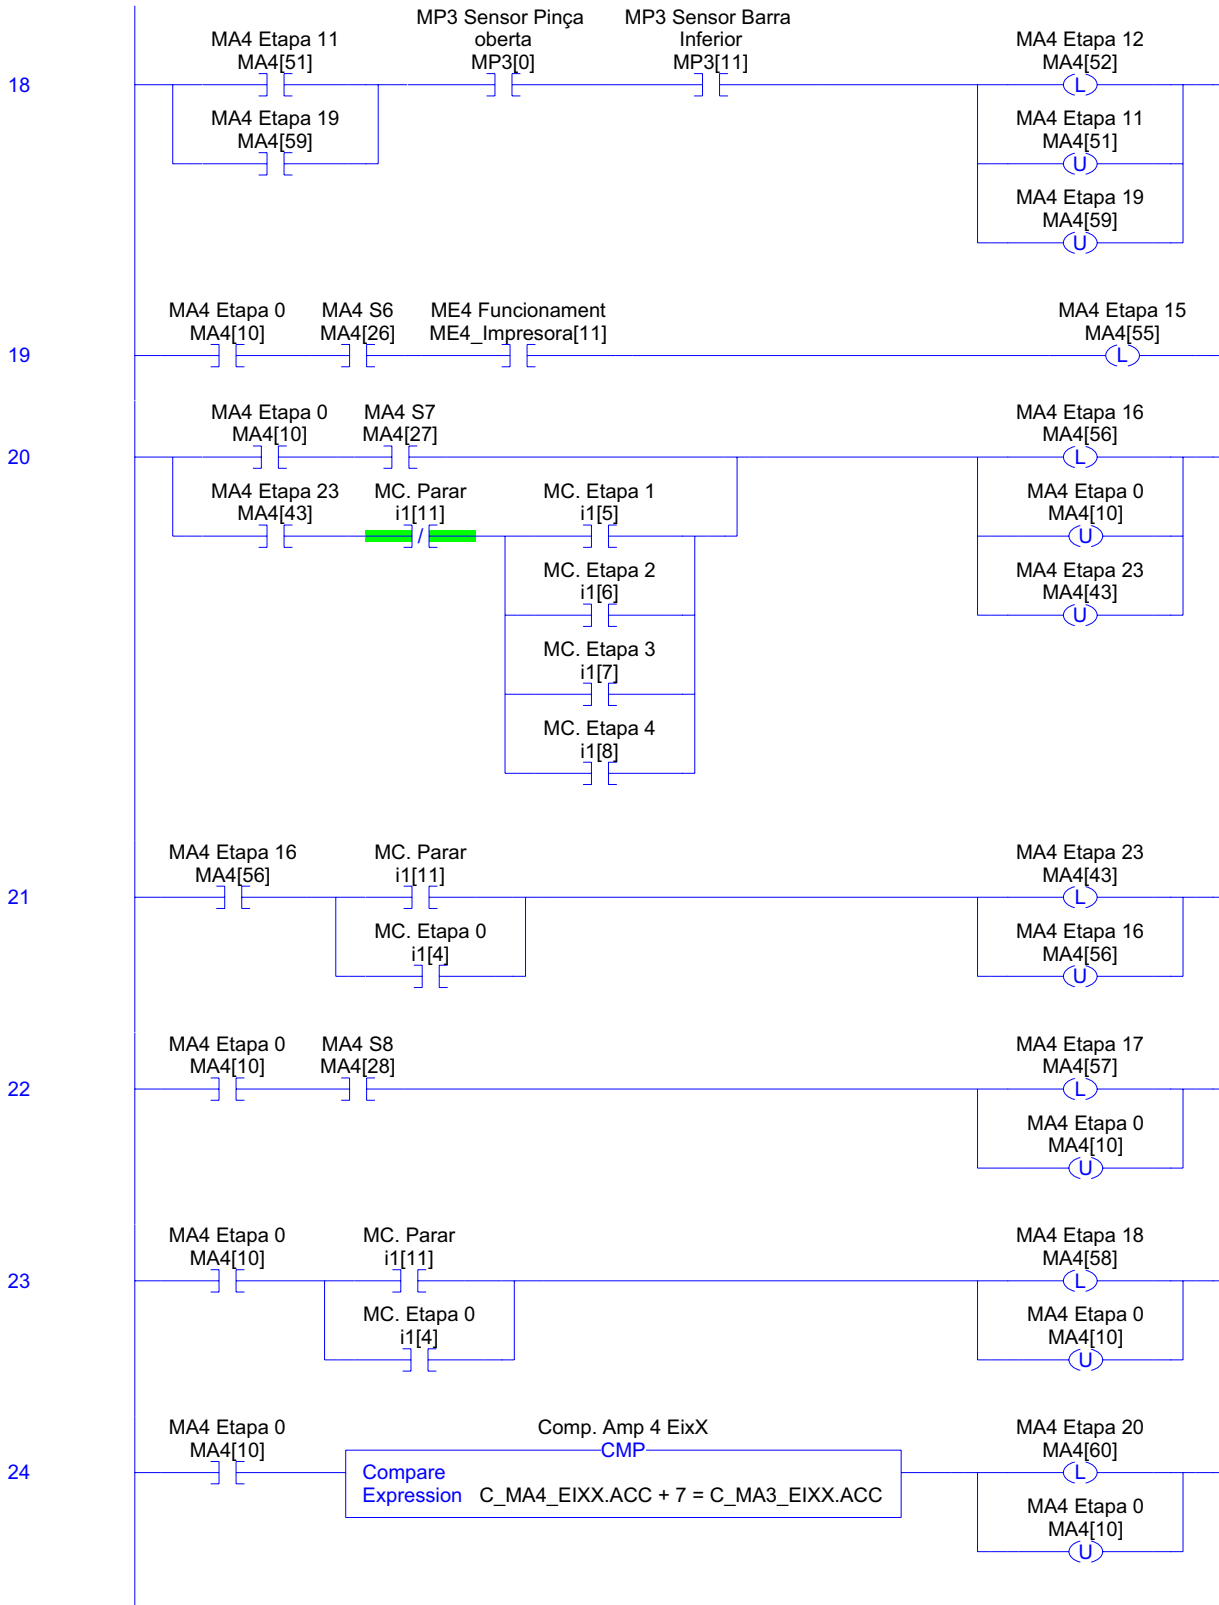 MA4 Etapa 11
MA4[51]
MP3 Sensor Pinça
oberta
MP3[0]
MP3 Sensor Barra
Inferior
MP3[11]
MA4 Etapa 12
MA4[52]
18
L
MA4 Etapa 19
MA4[59]
MA4 Etapa 11
MA4[51]
U
MA4 Etapa 19
MA4[59]
U
MA4 Etapa 0
MA4[10]
MA4 S6
MA4[26]
ME4 Funcionament
ME4_Impresora[11]
MA4 Etapa 15
MA4[55]
19
L
MA4 Etapa 0
MA4[10]
MA4 S7
MA4[27]
MA4 Etapa 16
MA4[56]
20
L
MA4 Etapa 23
MA4[43]
MC. Parar
i1[11]
/
MC. Etapa 1
i1[5]
MA4 Etapa 0
MA4[10]
U
MC. Etapa 2
i1[6]
MA4 Etapa 23
MA4[43]
U
MC. Etapa 3
i1[7]
MC. Etapa 4
i1[8]
MA4 Etapa 16
MA4[56]
MC. Parar
i1[11]
MA4 Etapa 23
MA4[43]
21
L
MC. Etapa 0
i1[4]
MA4 Etapa 16
MA4[56]
U
MA4 Etapa 0
MA4[10]
MA4 S8
MA4[28]
MA4 Etapa 17
MA4[57]
22
L
MA4 Etapa 0
MA4[10]
U
MA4 Etapa 0
MA4[10]
MC. Parar
i1[11]
MA4 Etapa 18
MA4[58]
23
L
MC. Etapa 0
i1[4]
MA4 Etapa 0
MA4[10]
U
MA4 Etapa 0
MA4[10]
Comp. Amp 4 EixX
CMP
Compare
Expression C_MA4_EIXX.ACC + 7 = C_MA3_EIXX.ACC
MA4 Etapa 20
MA4[60]
24
L
MA4 Etapa 0
MA4[10]
U